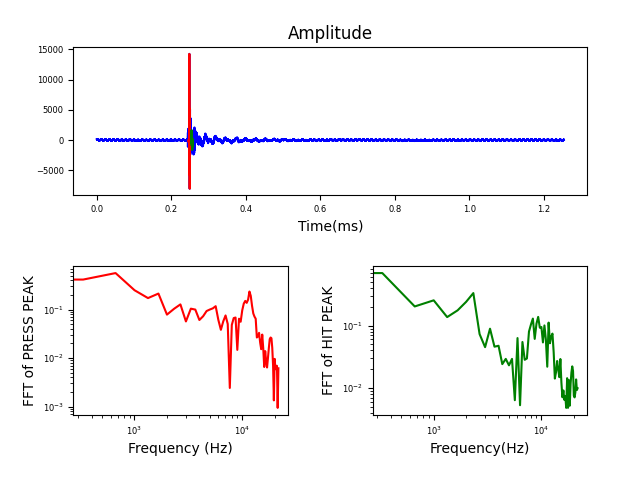 Amplitude
15000
10000
5000
0
−5000
0.0 0.2 0.4 0.6 0.8 1.0 1.2
Time(ms)
FFT of PRESS PEAK
10⁻¹
10⁻²
10⁻³
10³ 10⁴
Frequency (Hz)
FFT of HIT PEAK
10⁻¹
10⁻²
10³ 10⁴
Frequency(Hz)